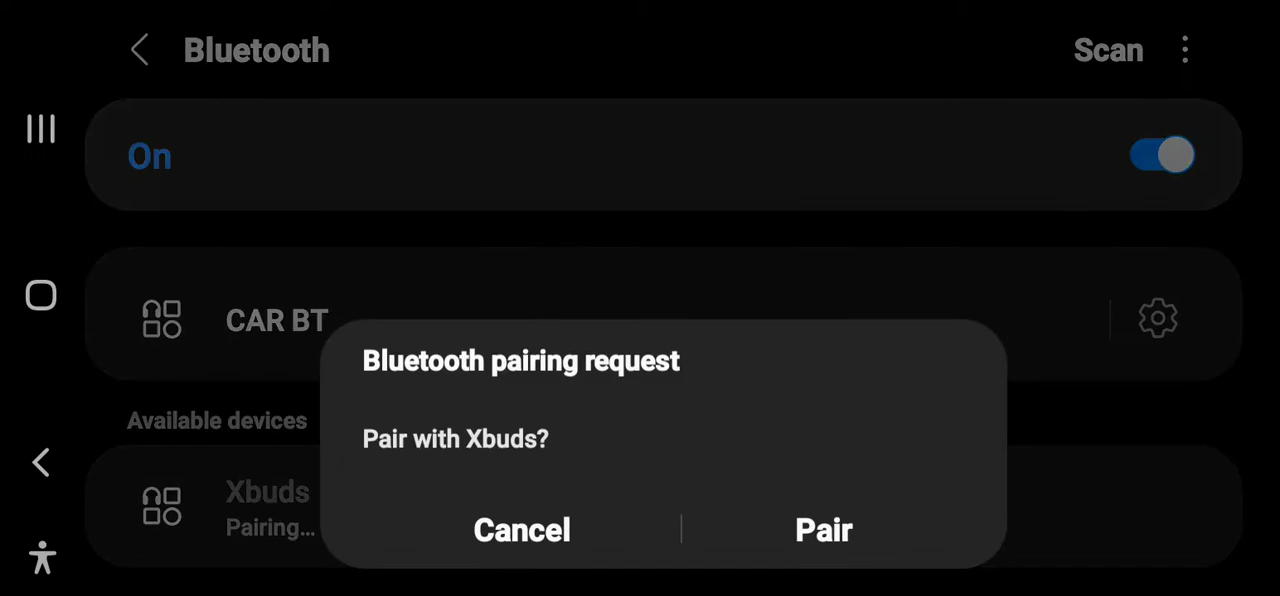 Bluetooth
Scan
On
CAR BT
Bluetooth pairing request
Available devices
Pair with Xbuds?
Xbuds
Pairing...
Cancel
Pair